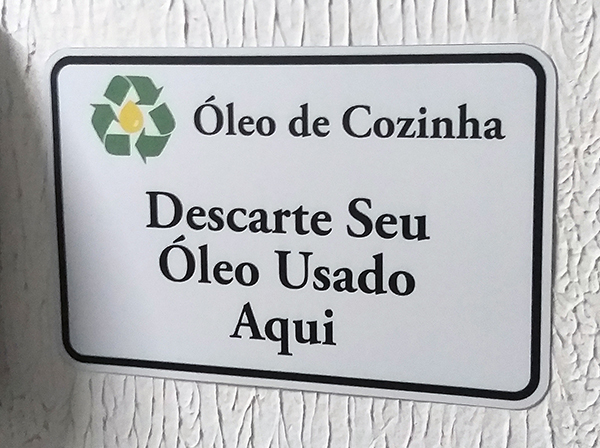 Óleo de Cozinha
Descarte Seu
Óleo Usado
Aqui